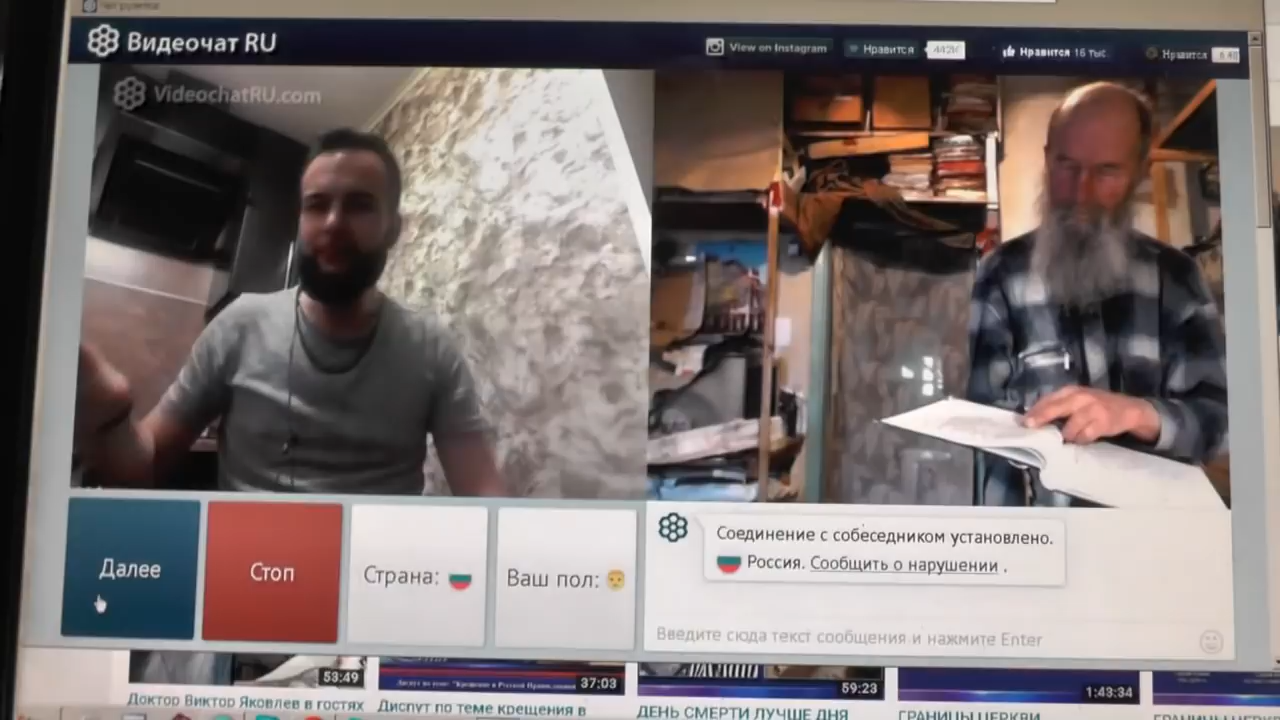 Видеочат RU
View on Instagram
Нравится
Нравится 16 тыс.
Нравится
VideochatRU.com
Далее
Стоп
Страна:
Ваш пол:
Соединение с собеседником установлено.
Россия. Сообщить о нарушении .
Введите сюда текст сообщения и нажмите Enter
53:49
37:03
59:23
1:43:34
Доктор Виктор Яковлев в гостях
Диспут по теме крещения в
ДЕНЬ СМЕРТИ ЛУЧШЕ ДНЯ
ГРАНИЦЫ ЦЕРКВИ